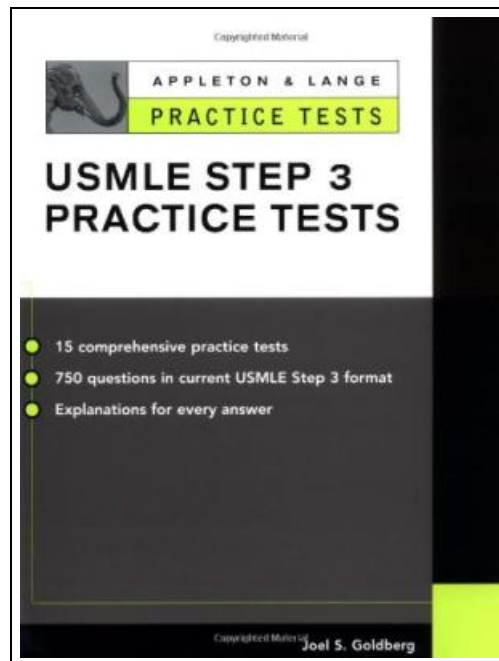 Copyrighted Material
APPLETON & LANGE
PRACTICE TESTS
USMLE STEP 3
PRACTICE TESTS
15 comprehensive practice tests
750 questions in current USMLE Step 3 format
Explanations for every answer
Copyrighted Material
Joel S. Goldberg